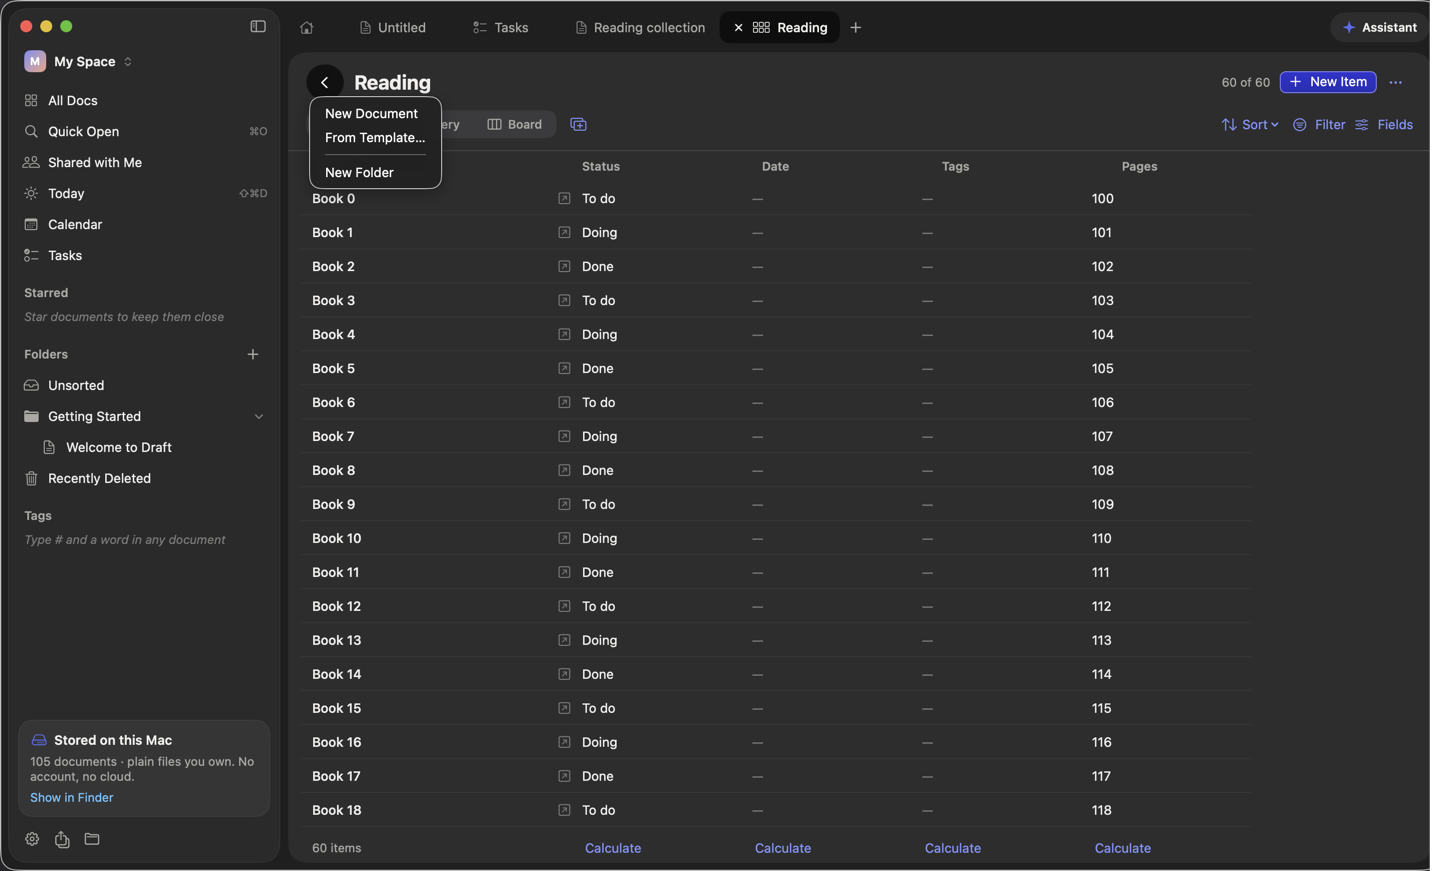 Untitled
Tasks
Reading collection
Reading
Assistant
M
My Space
All Docs
Quick Open
⌘O
Shared with Me
Today
⇧⌘D
Calendar
Tasks
Starred
Star documents to keep them close
Folders
Unsorted
Getting Started
Welcome to Draft
Recently Deleted
Tags
Type # and a word in any document
Stored on this Mac
105 documents · plain files you own. No
account, no cloud.
Show in Finder
Reading
60 of 60
+ New Item
New Document
From Template...
New Folder
ery
Board
Sort
Filter
Fields
Status Date Tags Pages
Book 0 To do — — 100
Book 1 Doing — — 101
Book 2 Done — — 102
Book 3 To do — — 103
Book 4 Doing — — 104
Book 5 Done — — 105
Book 6 To do — — 106
Book 7 Doing — — 107
Book 8 Done — — 108
Book 9 To do — — 109
Book 10 Doing — — 110
Book 11 Done — — 111
Book 12 To do — — 112
Book 13 Doing — — 113
Book 14 Done — — 114
Book 15 To do — — 115
Book 16 Doing — — 116
Book 17 Done — — 117
Book 18 To do — — 118
60 items Calculate Calculate Calculate Calculate